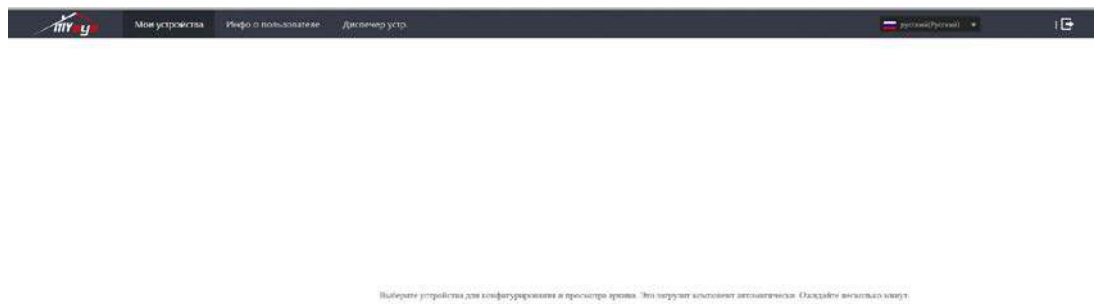 myeye
Мои устройства
Инфо о пользователе
Диспечер устр.
русский(Русский)
Выберите устройства для конфигурирования и просмотра архива. Это загрузит компонент автоматически. Ожидайте несколько минут.